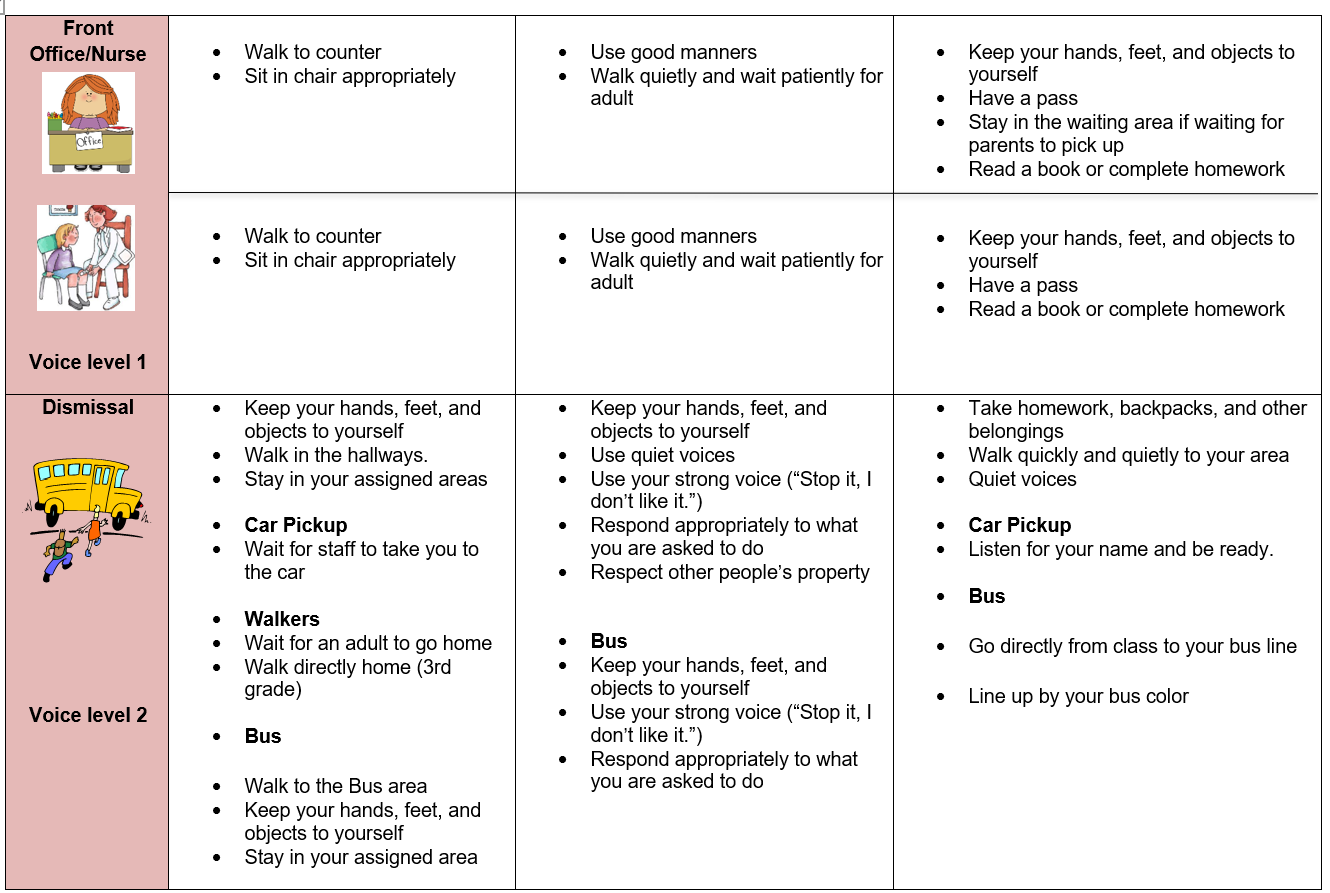 Front
Office/Nurse
Office
• Walk to counter
• Sit in chair appropriately
• Use good manners
• Walk quietly and wait patiently for
adult
• Keep your hands, feet, and objects to
yourself
• Have a pass
• Stay in the waiting area if waiting for
parents to pick up
• Read a book or complete homework
• Walk to counter
• Sit in chair appropriately
• Use good manners
• Walk quietly and wait patiently for
adult
• Keep your hands, feet, and objects to
yourself
• Have a pass
• Read a book or complete homework
Voice level 1
Dismissal
Voice level 2
• Keep your hands, feet, and
objects to yourself
• Walk in the hallways.
• Stay in your assigned areas
• Car Pickup
• Wait for staff to take you to
the car
• Walkers
• Wait for an adult to go home
• Walk directly home (3rd
grade)
• Bus
• Walk to the Bus area
• Keep your hands, feet, and
objects to yourself
• Stay in your assigned area
• Keep your hands, feet, and
objects to yourself
• Use quiet voices
• Use your strong voice (“Stop it, I
don’t like it.”)
• Respond appropriately to what
you are asked to do
• Respect other people’s property
• Bus
• Keep your hands, feet, and
objects to yourself
• Use your strong voice (“Stop it, I
don’t like it.”)
• Respond appropriately to what
you are asked to do
• Take homework, backpacks, and other
belongings
• Walk quickly and quietly to your area
• Quiet voices
• Car Pickup
• Listen for your name and be ready.
• Bus
• Go directly from class to your bus line
• Line up by your bus color